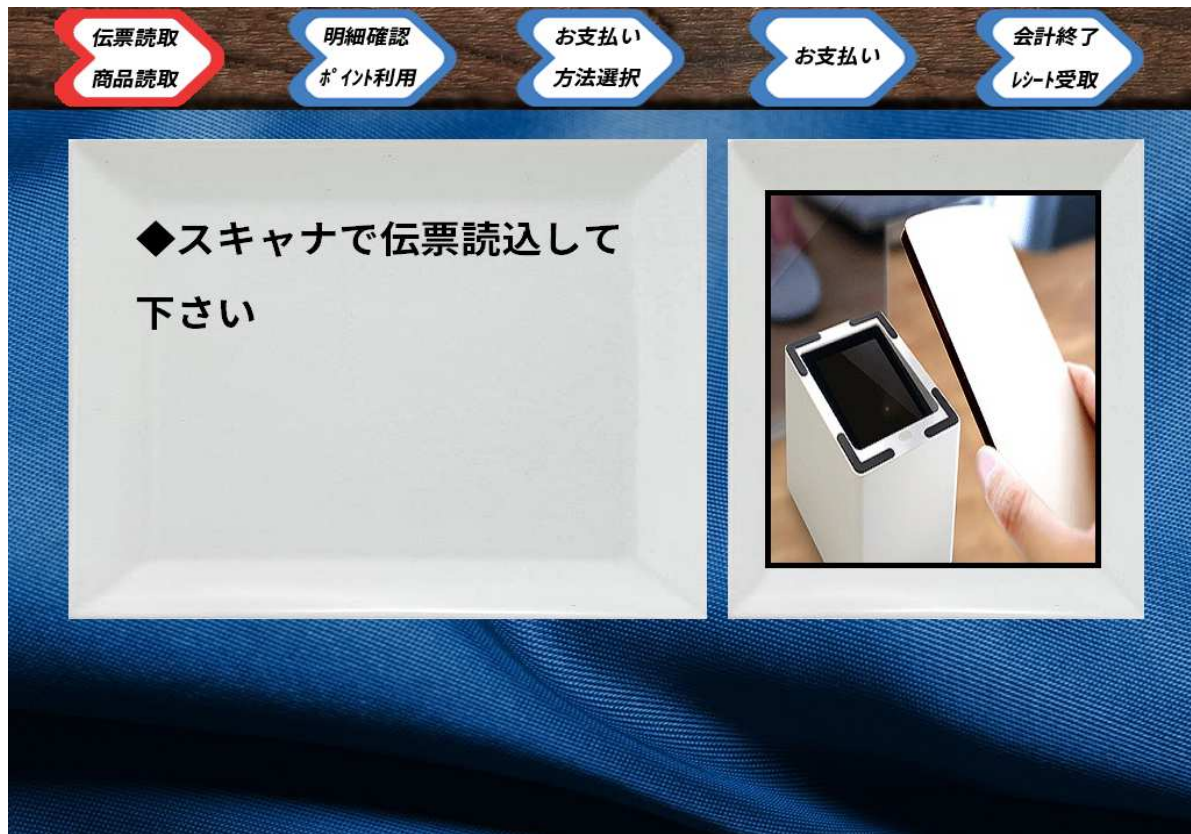 伝票読取
商品読取
明細確認
ﾎﾟｲﾝﾄ利用
お支払い
方法選択
お支払い
会計終了
ﾚｼｰﾄ受取
◆スキャナで伝票読込して
下さい